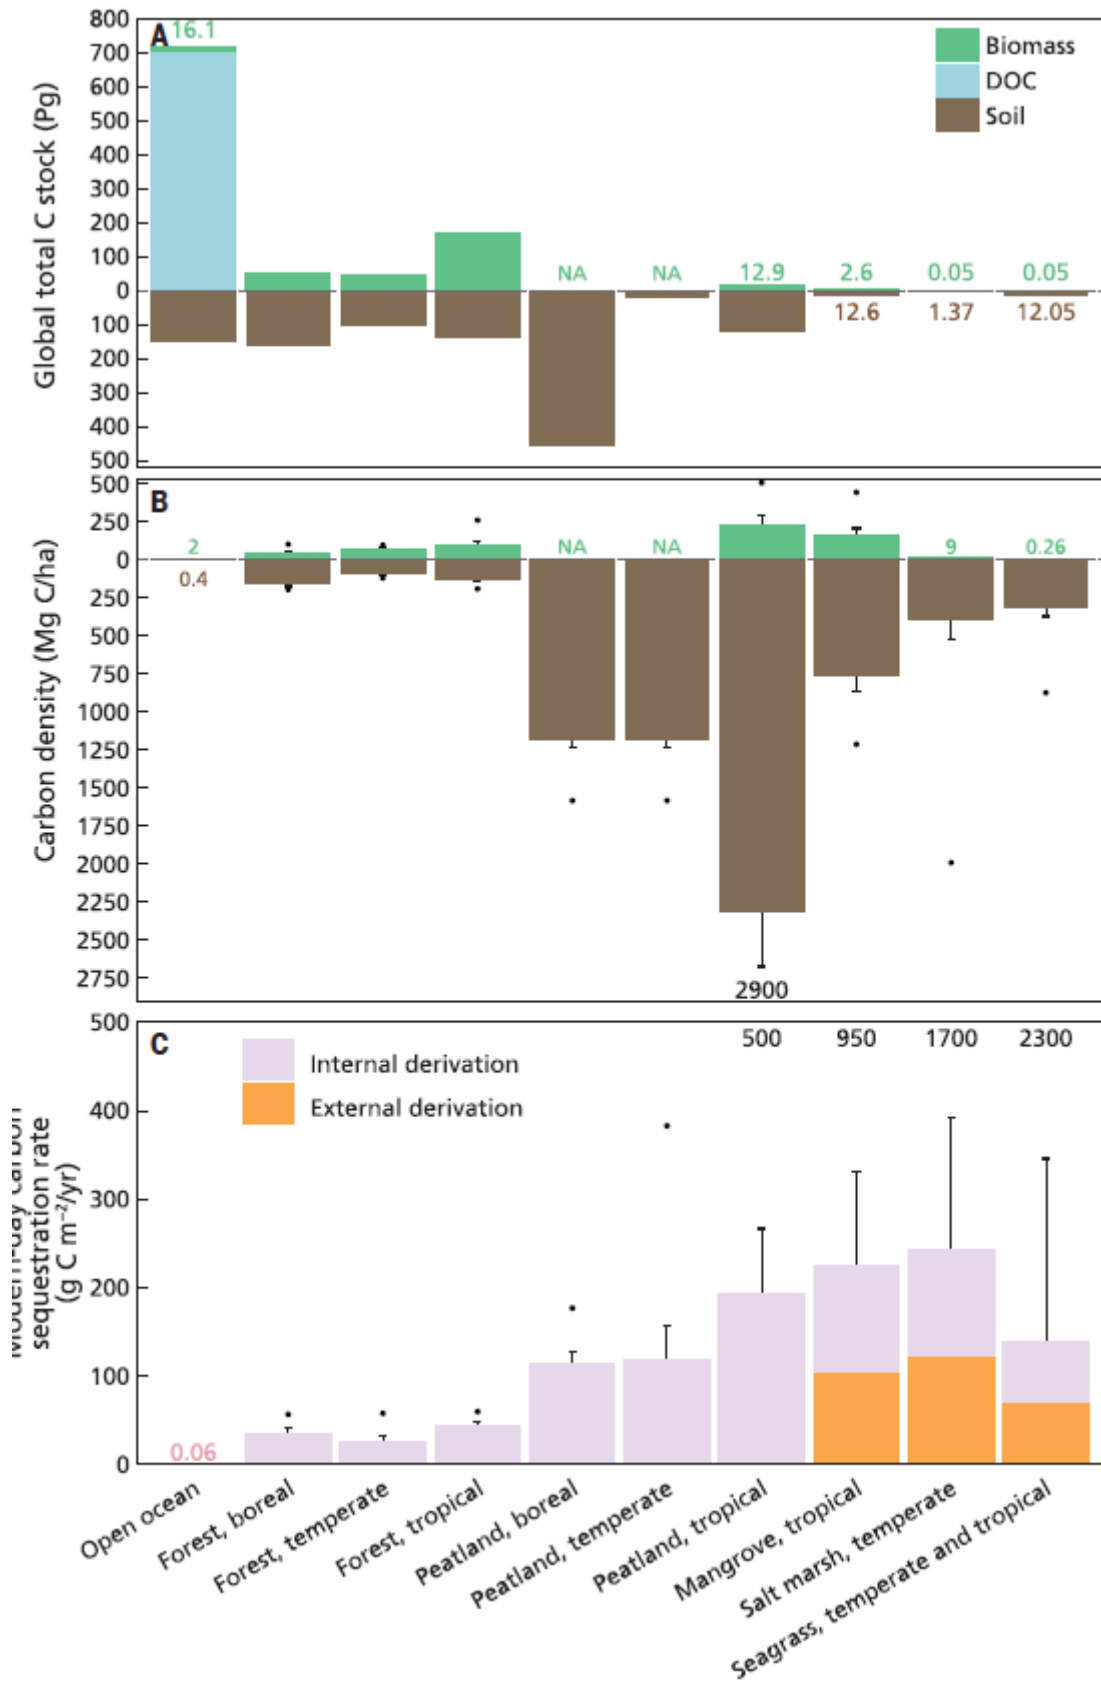 A
16.1
Biomass
DOC
Soil
Global total C stock (Pg)
800
700
600
500
400
300
200
100
0
100
200
300
400
500
NA
NA
12.9
2.6
0.05
0.05
12.6
1.37
12.05
B
Carbon density (Mg C/ha)
500
250
0
250
500
750
1000
1250
1500
1750
2000
2250
2500
2750
2
0.4
NA
NA
9
0.26
2900
C
Internal derivation
External derivation
500
950
1700
2300
Modern-day carbon
sequestration rate
(g C m⁻²/yr)
500
400
300
200
100
0
0.06
Open ocean
Forest, boreal
Forest, temperate
Forest, tropical
Peatland, boreal
Peatland, temperate
Peatland, tropical
Mangrove, tropical
Salt marsh, temperate
Seagrass, temperate and tropical